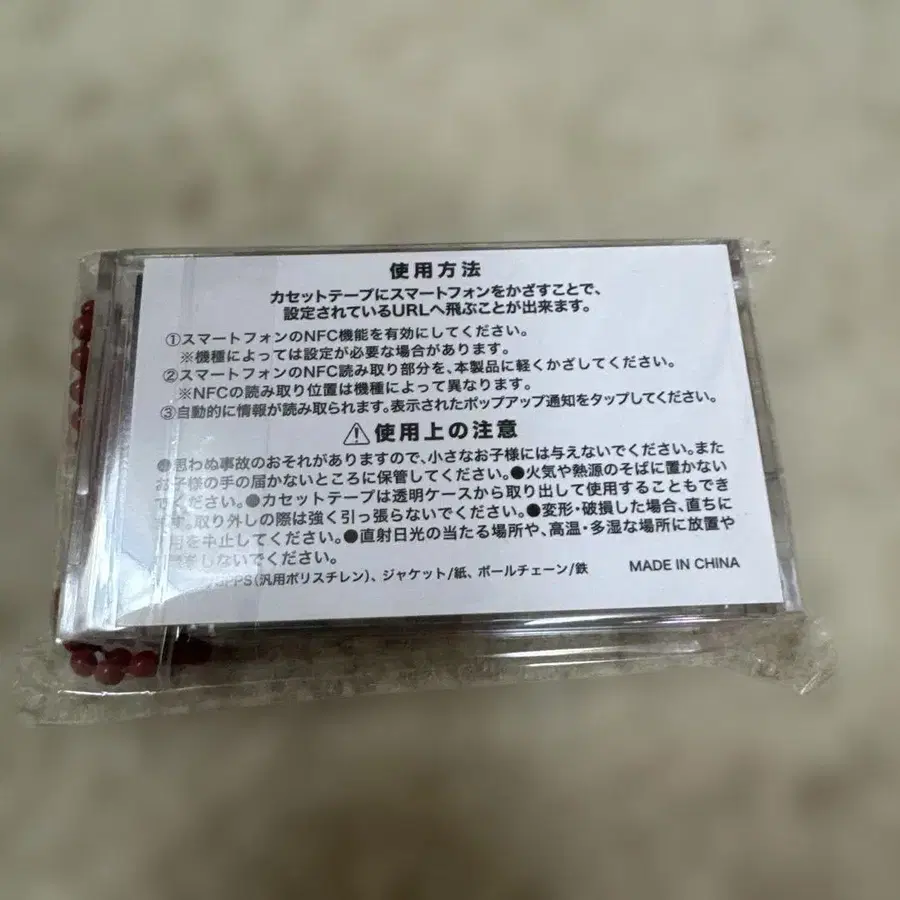 使用方法
カセットテープにスマートフォンをかざすことで、
設定されているURLへ飛ぶことが出来ます。
①スマートフォンのNFC機能を有効にしてください。
※機種によっては設定が必要な場合があります。
②スマートフォンのNFC読み取り部分を、本製品に軽くかざしてください。
※NFCの読み取り位置は機種によって異なります。
③自動的に情報が読み取られます。表示されたポップアップ通知をタップしてください。
⚠使用上の注意
●思わぬ事故のおそれがありますので、小さなお子様には与えないでください。また
お子様の手の届かないところに保管してください。●火気や熱源のそばに置かない
でください。●カセットテープは透明ケースから取り出して使用することもでき
ます。取り外しの際は強く引っ張らないでください。●変形・破損した場合、直ちに
用を中止してください。●直射日光の当たる場所や、高温・多湿な場所に放置や
しないでください。
PPS(汎用ポリスチレン)、ジャケット/紙、ボールチェーン/鉄
MADE IN CHINA